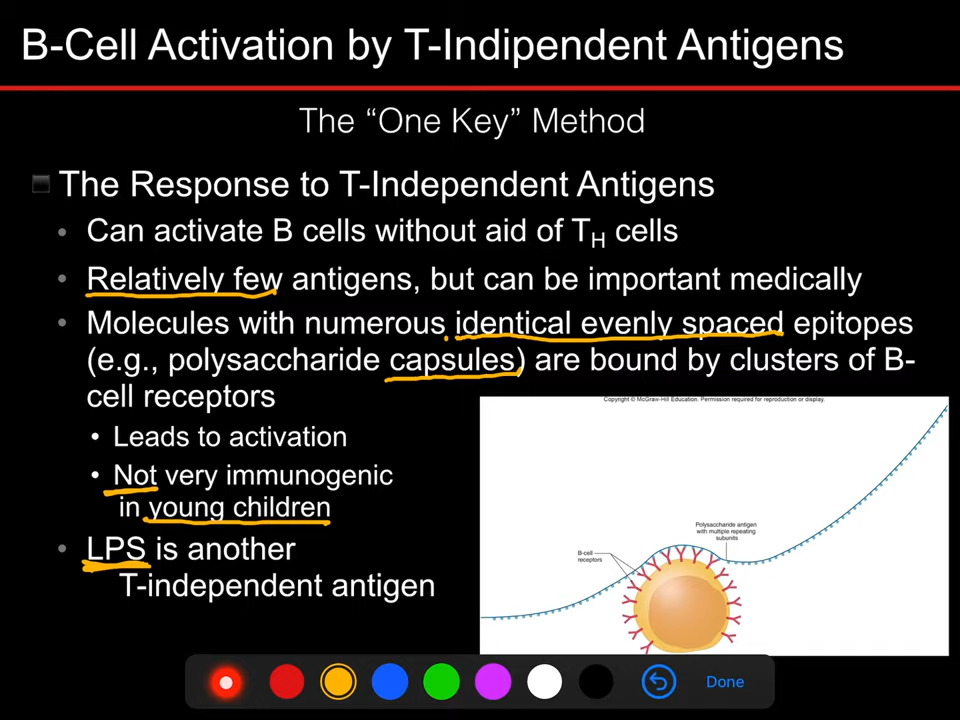 B-Cell Activation by T-Indipendent Antigens
The “One Key” Method
The Response to T-Independent Antigens
• Can activate B cells without aid of TH cells
• Relatively few antigens, but can be important medically
• Molecules with numerous identical evenly spaced epitopes
(e.g., polysaccharide capsules) are bound by clusters of B-
cell receptors
• Leads to activation
• Not very immunogenic
in young children
• LPS is another
T-independent antigen
Copyright © McGraw-Hill Education. Permission required for reproduction or display.
Polysaccharide antigen
with multiple repeating
subunits
B-cell
receptors
Done